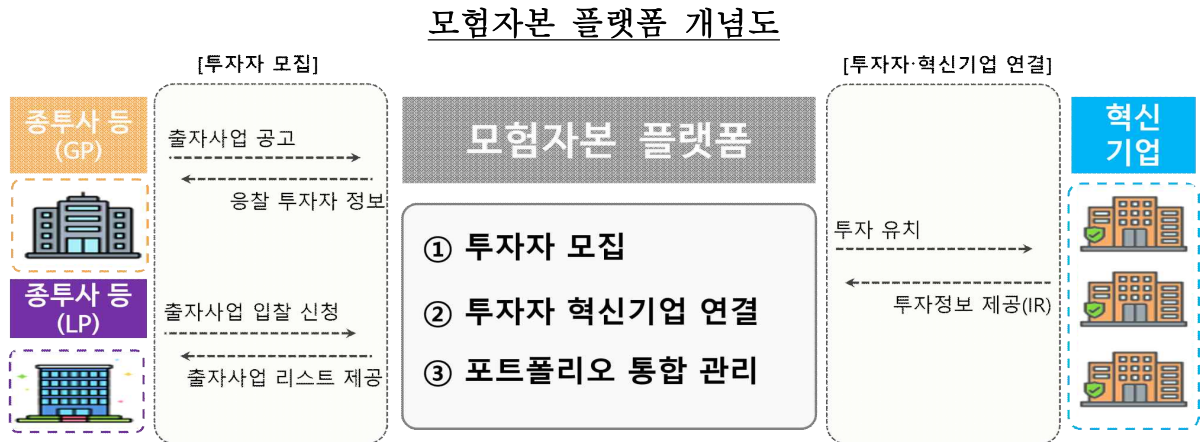 모험자본 플랫폼 개념도
[투자자 모집]
[투자자·혁신기업 연결]
종투사 등
(GP)
출자사업 공고
응찰 투자자 정보
종투사 등
(LP)
출자사업 입찰 신청
출자사업 리스트 제공
모험자본 플랫폼
① 투자자 모집
② 투자자 혁신기업 연결
③ 포트폴리오 통합 관리
투자 유치
투자정보 제공(IR)
혁신
기업